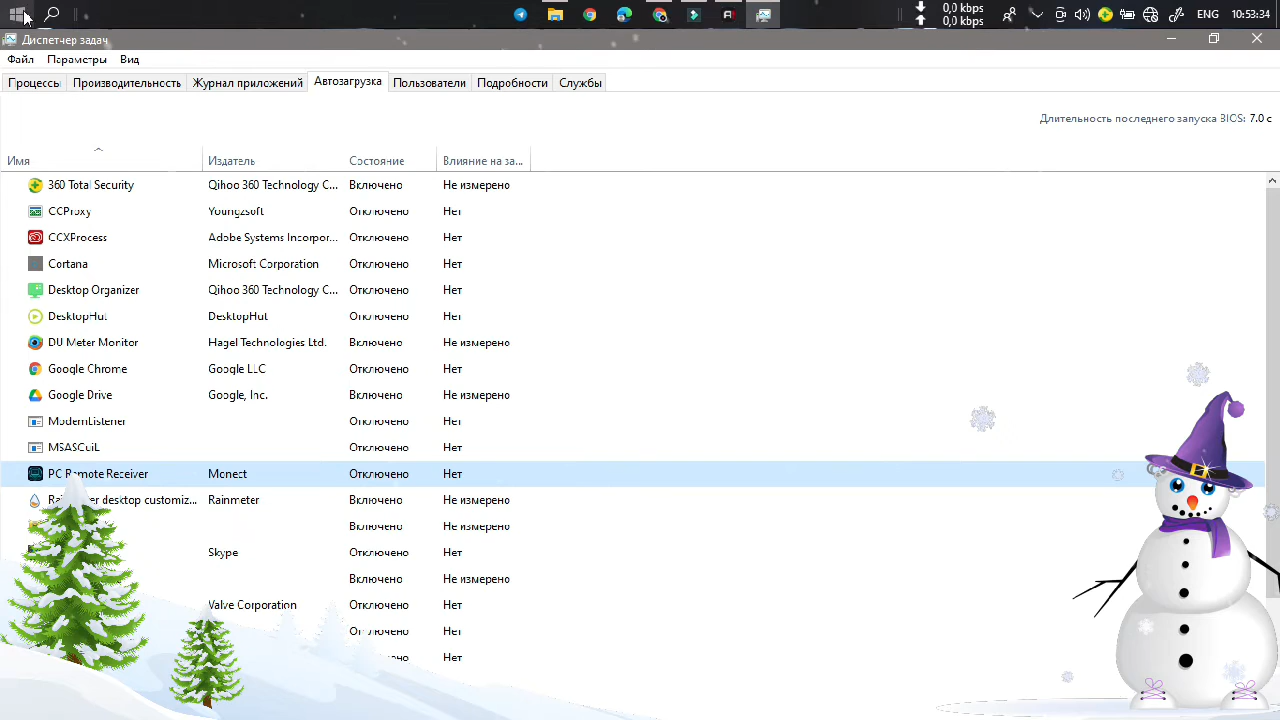 0,0 kbps
0,0 kbps
ENG
10:53:34
Диспетчер задач
Файл Параметры Вид
Процессы Производительность Журнал приложений Автозагрузка Пользователи Подробности Службы
Длительность последнего запуска BIOS: 7.0 с
Имя Издатель Состояние Влияние на за...
360 Total Security Qihoo 360 Technology C... Включено Не измерено
CCProxy Youngzsoft Отключено Нет
CCXProcess Adobe Systems Incorpor... Отключено Нет
Cortana Microsoft Corporation Отключено Нет
Desktop Organizer Qihoo 360 Technology C... Отключено Нет
DesktopHut DesktopHut Отключено Нет
DU Meter Monitor Hagel Technologies Ltd. Включено Не измерено
Google Chrome Google LLC Отключено Нет
Google Drive Google, Inc. Включено Не измерено
ModernListener Отключено Нет
MSASCuiL Отключено Нет
PC Remote Receiver Monect Отключено Нет
desktop customiz... Rainmeter Включено Не измерено
Включено Не измерено
Skype Отключено Нет
Включено Не измерено
Valve Corporation Отключено Нет
Отключено Нет
Отключено Нет